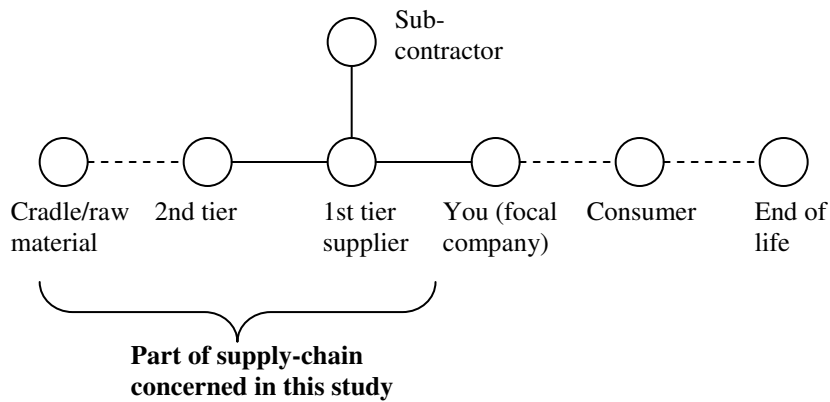 Sub-
contractor
Cradle/raw
material
2nd tier
1st tier
supplier
You (focal
company)
Consumer
End of
life
Part of supply-chain
concerned in this study